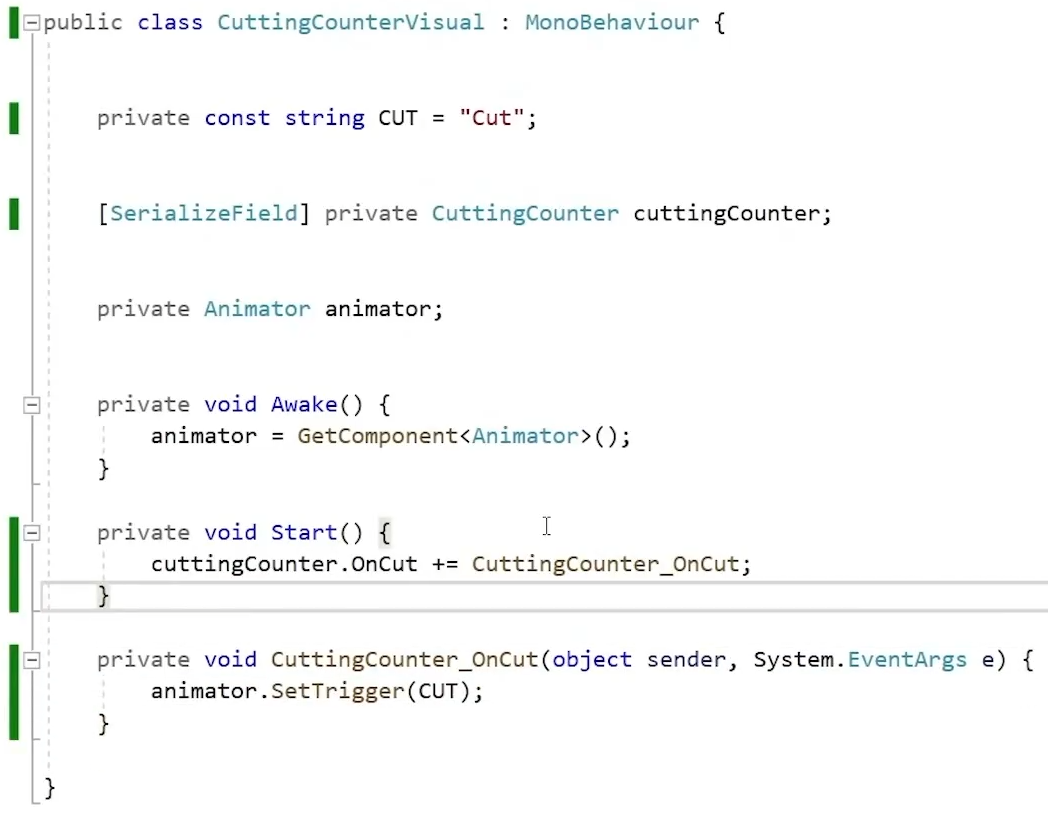 public class CuttingCounterVisual : MonoBehaviour {
private const string CUT = "Cut";
[SerializeField] private CuttingCounter cuttingCounter;
private Animator animator;
private void Awake() {
animator = GetComponent<Animator>();
}
private void Start() {
cuttingCounter.OnCut += CuttingCounter_OnCut;
}
private void CuttingCounter_OnCut(object sender, System.EventArgs e) {
animator.SetTrigger(CUT);
}
}